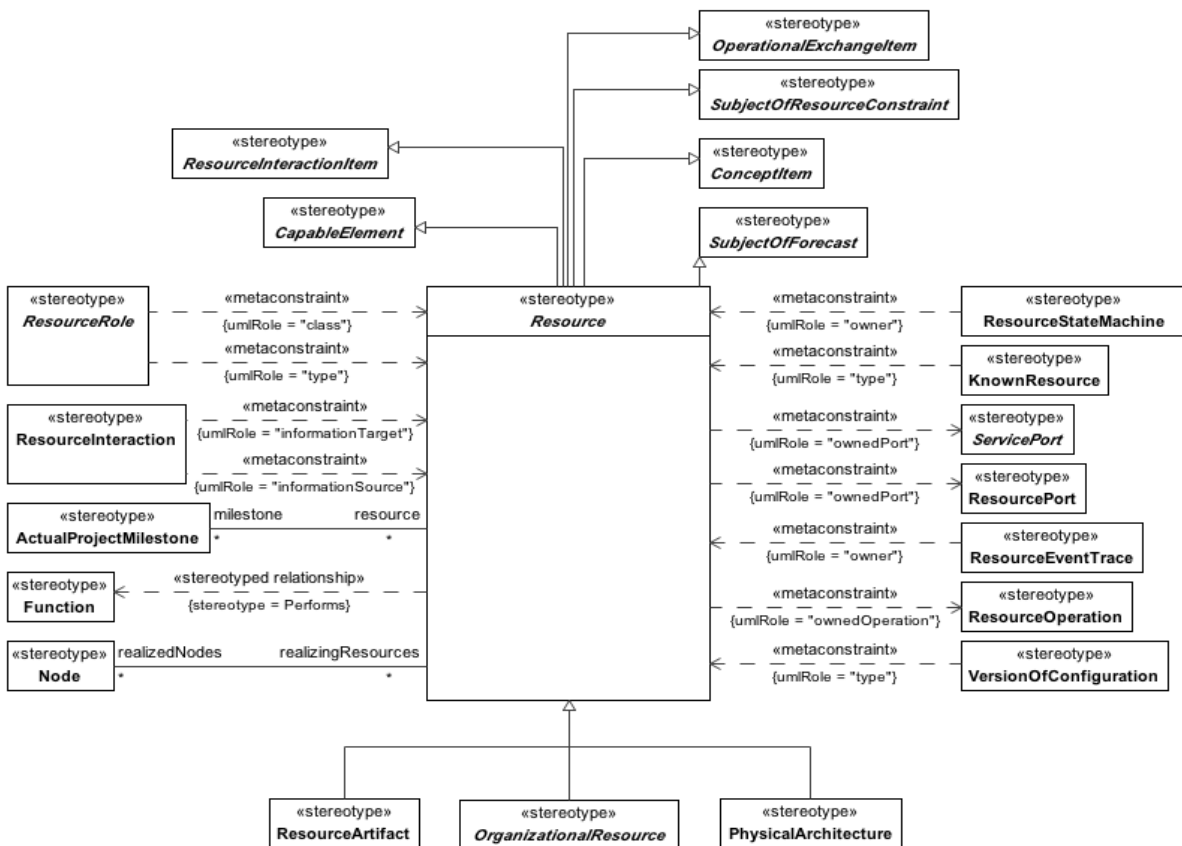 «stereotype»
OperationalExchangeItem
«stereotype»
SubjectOfResourceConstraint
«stereotype»
ResourceInteractionItem
«stereotype»
ConceptItem
«stereotype»
CapableElement
«stereotype»
SubjectOfForecast
«stereotype»
ResourceRole
«metaconstraint»
{umlRole = "class"}
«metaconstraint»
{umlRole = "type"}
«stereotype»
ResourceInteraction
«metaconstraint»
{umlRole = "informationTarget"}
«metaconstraint»
{umlRole = "informationSource"}
«stereotype»
ActualProjectMilestone
milestone
resource
*
*
«stereotype»
Function
«stereotyped relationship»
{stereotype = Performs}
«stereotype»
Node
realizedNodes
realizingResources
*
*
«stereotype»
Resource
«metaconstraint»
{umlRole = "owner"}
«stereotype»
ResourceStateMachine
«metaconstraint»
{umlRole = "type"}
«stereotype»
KnownResource
«metaconstraint»
{umlRole = "ownedPort"}
«stereotype»
ServicePort
«metaconstraint»
{umlRole = "ownedPort"}
«stereotype»
ResourcePort
«metaconstraint»
{umlRole = "owner"}
«stereotype»
ResourceEventTrace
«metaconstraint»
{umlRole = "ownedOperation"}
«stereotype»
ResourceOperation
«metaconstraint»
{umlRole = "type"}
«stereotype»
VersionOfConfiguration
«stereotype»
ResourceArtifact
«stereotype»
OrganizationalResource
«stereotype»
PhysicalArchitecture